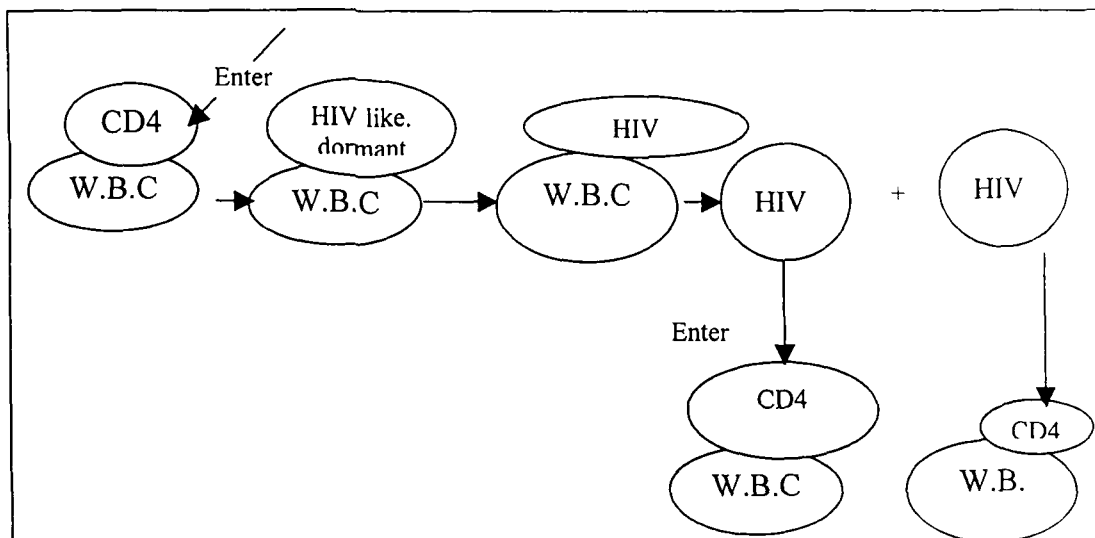 Enter
CD4
W.B.C
HIV like.
dormant
W.B.C
HIV
W.B.C
HIV
+
HIV
Enter
CD4
W.B.C
CD4
W.B.